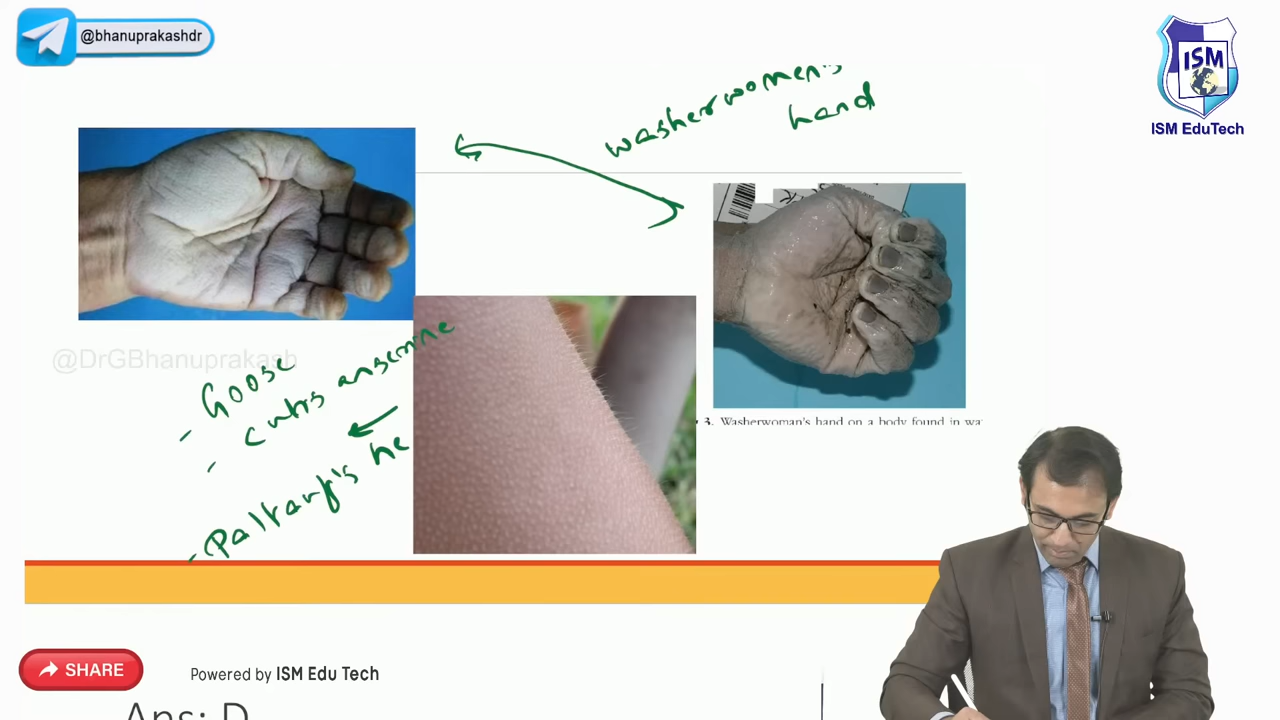 @bhanuprakashdr
ISM
ISM EduTech
washerwomen's
hand
@DrGBhanuprakash
- Goose
- cutis anserine
- Paltauf's he
3. Washerwoman's hand on a body found in wa
SHARE
Powered by ISM Edu Tech
Ans: D